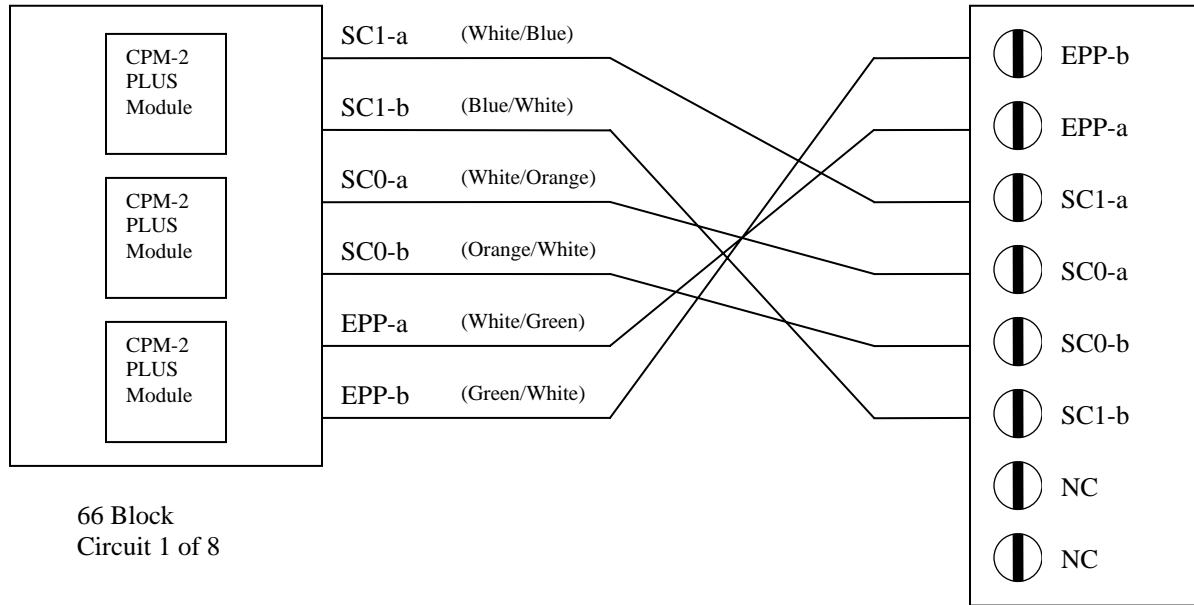 CPM-2
PLUS
Module
CPM-2
PLUS
Module
CPM-2
PLUS
Module
SC1-a (White/Blue)
SC1-b (Blue/White)
SC0-a (White/Orange)
SC0-b (Orange/White)
EPP-a (White/Green)
EPP-b (Green/White)
66 Block
Circuit 1 of 8
EPP-b
EPP-a
SC1-a
SC0-a
SC0-b
SC1-b
NC
NC